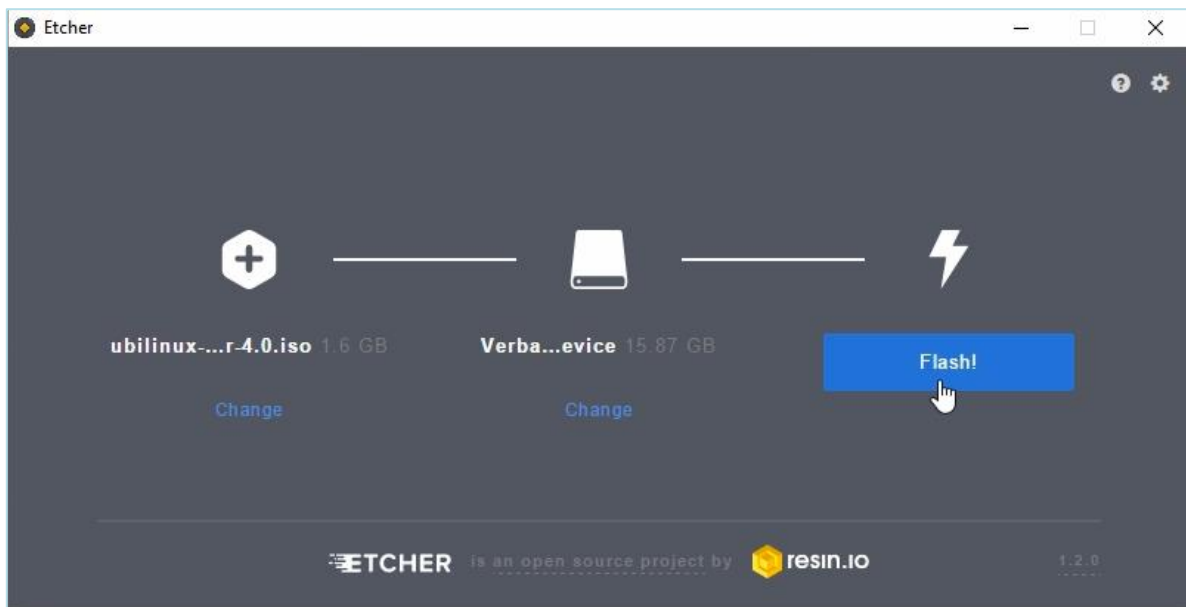 Etcher
ubilinux-...r-4.0.iso 1.6 GB
Verba...evice 15.87 GB
Flash!
Change
Change
ETCHER is an open source project by resin.io 1.2.0